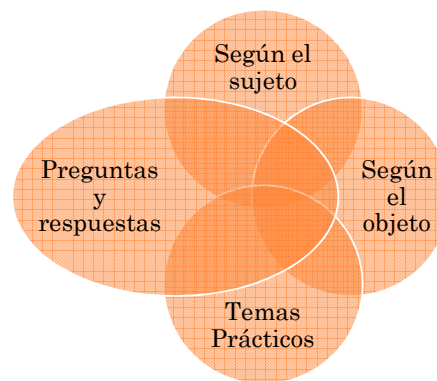 Según el
sujeto
Preguntas
y
respuestas
Según
el
objeto
Temas
Prácticos